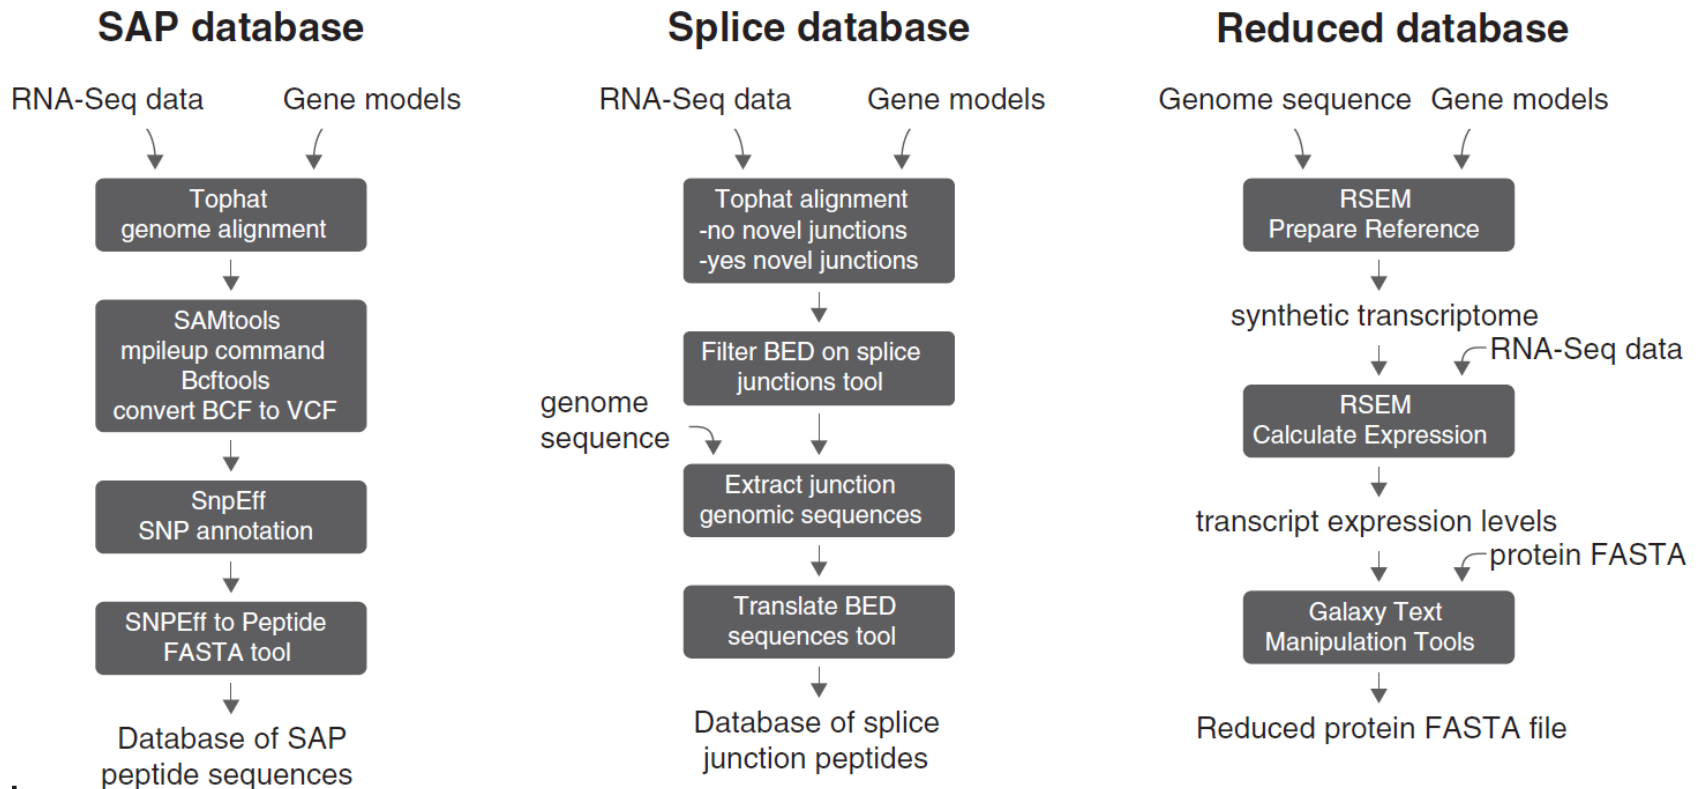 SAP database
RNA-Seq data
Gene models
Tophat
genome alignment
SAMtools
mpileup command
Bcftools
convert BCF to VCF
SnpEff
SNP annotation
SNPEff to Peptide
FASTA tool
Database of SAP
peptide sequences
Splice database
RNA-Seq data
Gene models
Tophat alignment
-no novel junctions
-yes novel junctions
Filter BED on splice
junctions tool
genome
sequence
Extract junction
genomic sequences
Translate BED
sequences tool
Database of splice
junction peptides
Reduced database
Genome sequence
Gene models
RSEM
Prepare Reference
synthetic transcriptome
RNA-Seq data
RSEM
Calculate Expression
transcript expression levels
protein FASTA
Galaxy Text
Manipulation Tools
Reduced protein FASTA file